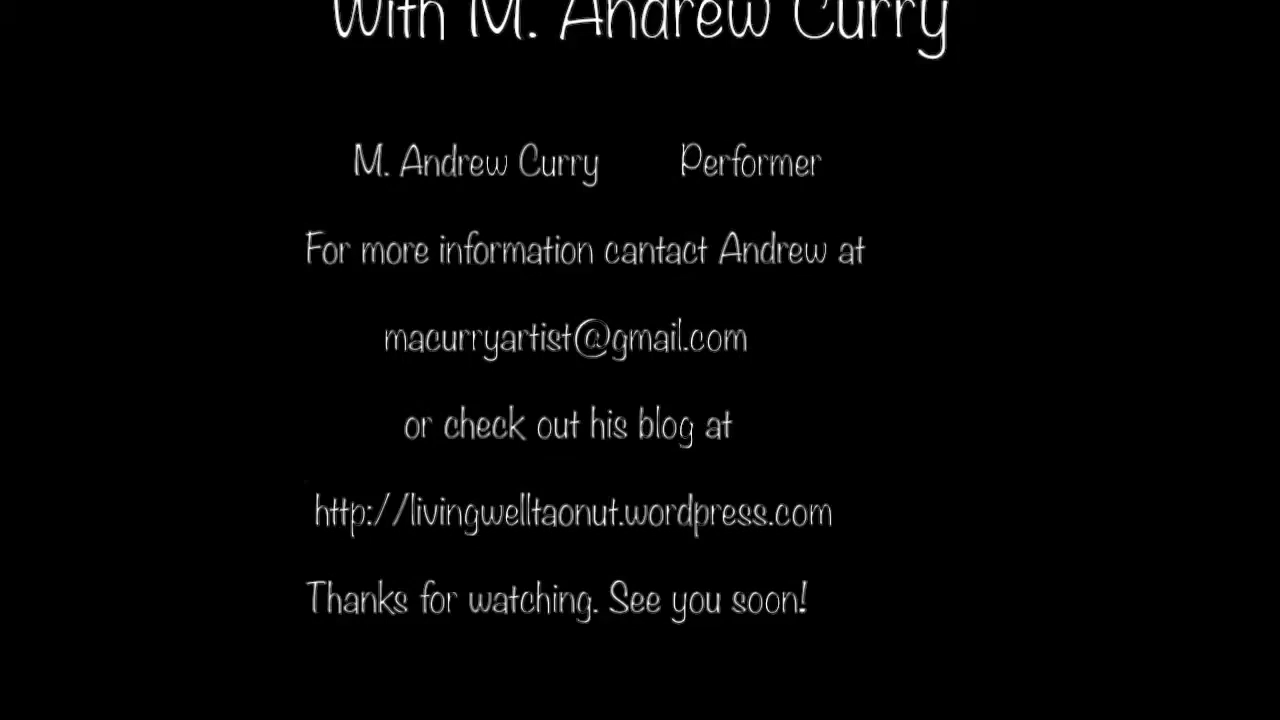 With M. Andrew Curry
M. Andrew Curry Performer
For more information cantact Andrew at
macurryartist@gmail.com
or check out his blog at
http://livingwelltaonut.wordpress.com
Thanks for watching. See you soon!